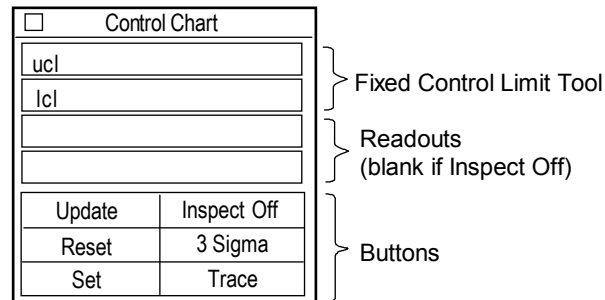 Control Chart
ucl
lcl
Fixed Control Limit Tool
Readouts
(blank if Inspect Off)
Update Inspect Off
Reset 3 Sigma
Set Trace
Buttons